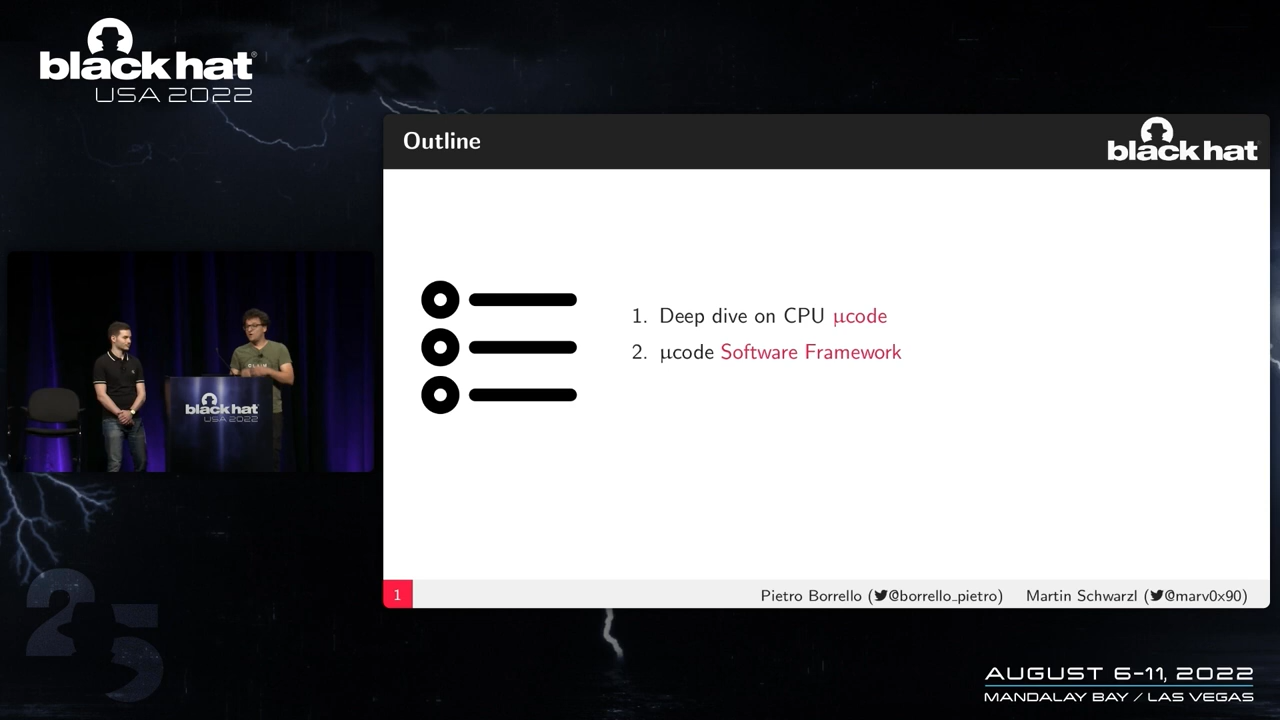 black hat®
USA 2022
Outline
black hat
1. Deep dive on CPU µcode
2. µcode Software Framework
black hat
USA 2022
1
Pietro Borrello (@borrello_pietro) Martin Schwarzl (@marv0x90)
25
AUGUST 6-11, 2022
MANDALAY BAY / LAS VEGAS